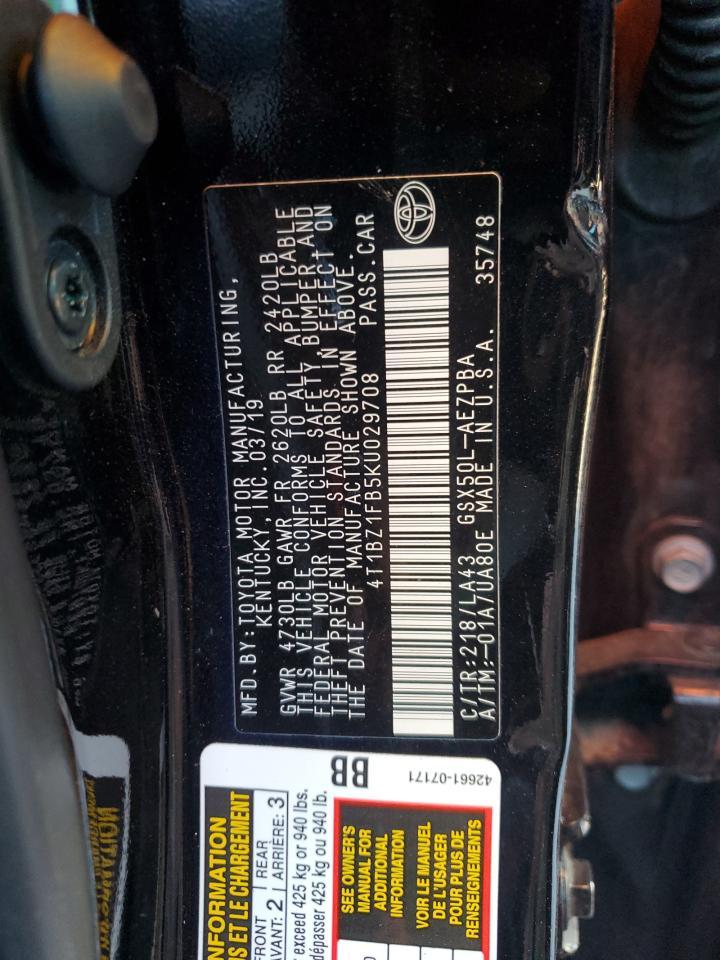 MFD.BY:TOYOTA MOTOR MANUFACTURING,
KENTUCKY, INC.03/19
GVWR 4730LB GAWR FR 2620LB RR 2420LB
THIS VEHICLE CONFORMS TO ALL APPLICABLE
FEDERAL MOTOR VEHICLE SAFETY, BUMPER,AND
THEFT PREVENTION STANDARDS IN EFFECT ON
THE DATE OF MANUFACTURE SHOWN ABOVE.
4T1BZ1FB5KU029708 PASS.CAR
C/TR:218/LA43 GSX50L-AEZPBA
A/TM:-01A/UA80E MADE IN U.S.A. 35748
NFORMATION
NS ET LE CHARGEMENT
FRONT
AVANT: 2
REAR
ARRIÈRE: 3
exceed 425 kg or 940 lbs.
dépasser 425 kg ou 940 lb.
BB
42661-07171
SEE OWNER'S
MANUAL FOR
ADDITIONAL
INFORMATION
VOIR LE MANUEL
DE L'USAGER
POUR PLUS DE
RENSEIGNEMENTS